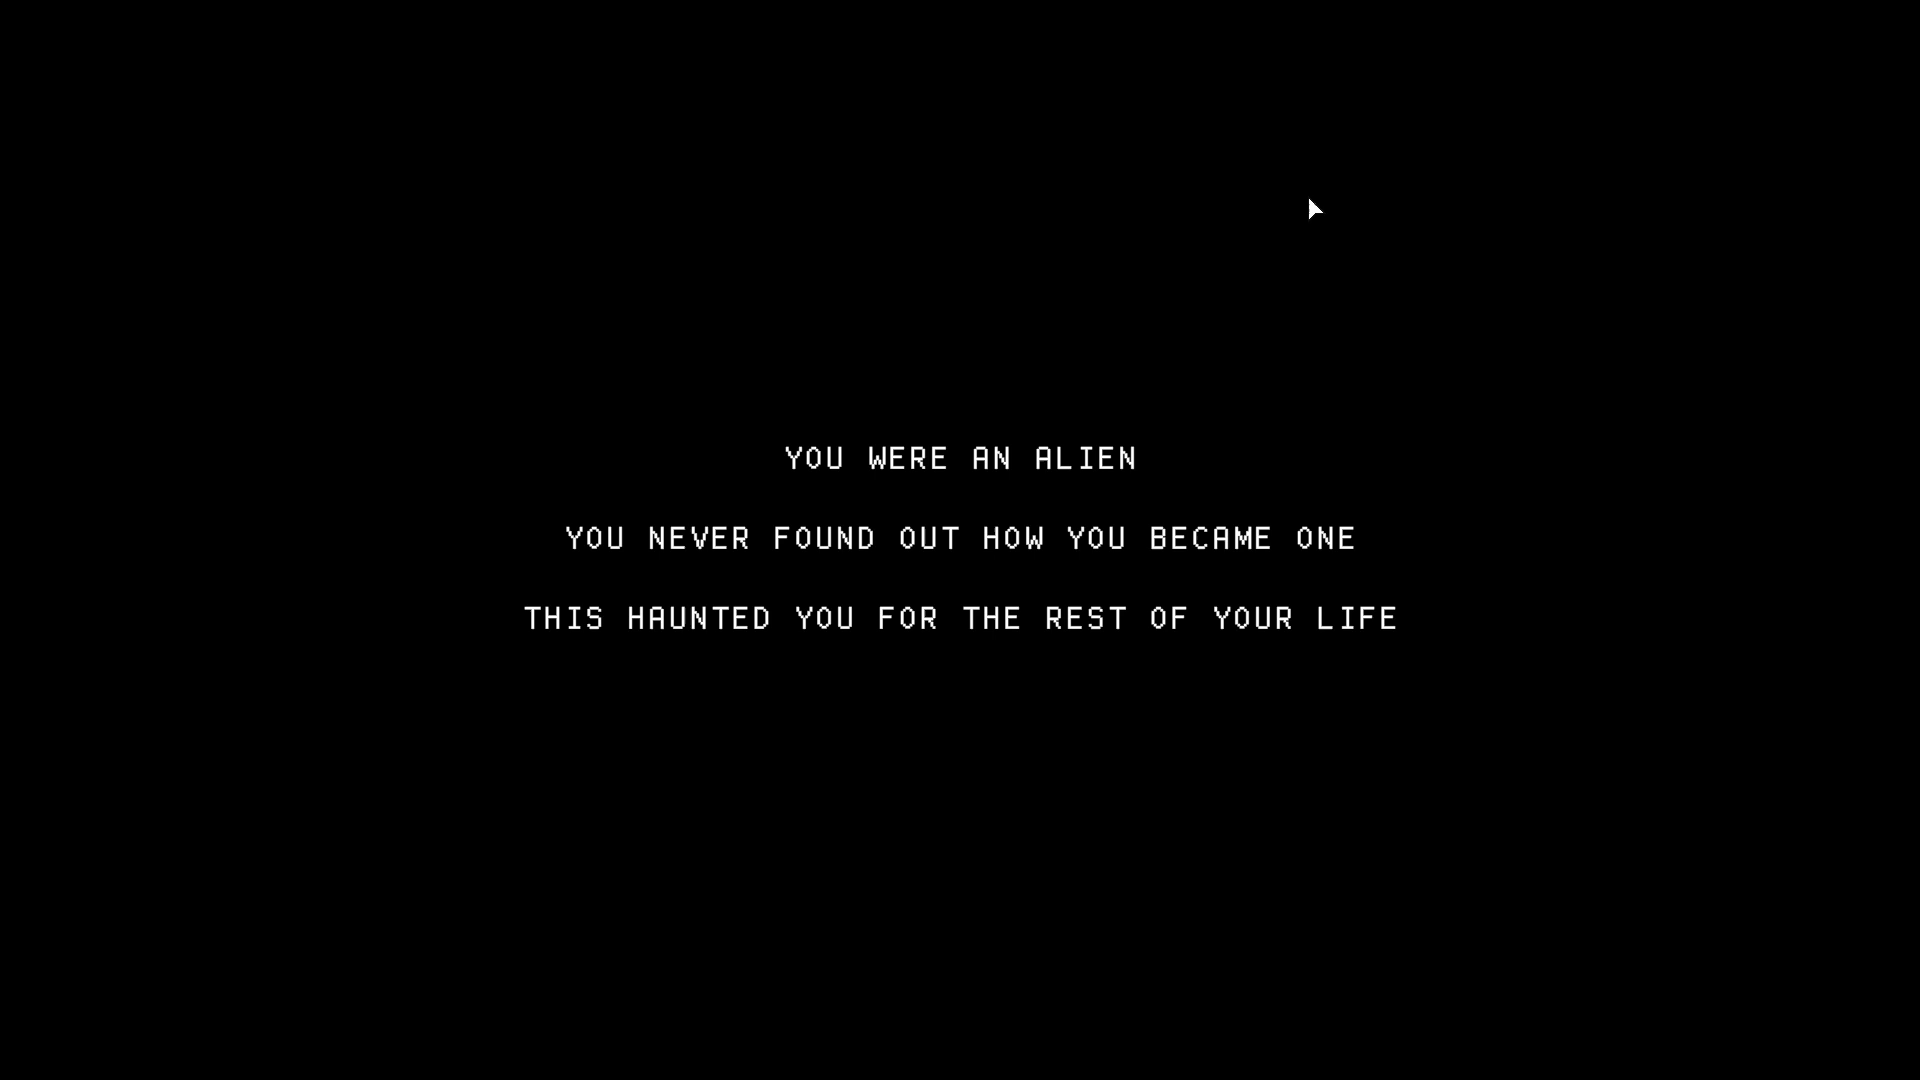 YOU WERE AN ALIEN
YOU NEVER FOUND OUT HOW YOU BECAME ONE
THIS HAUNTED YOU FOR THE REST OF YOUR LIFE